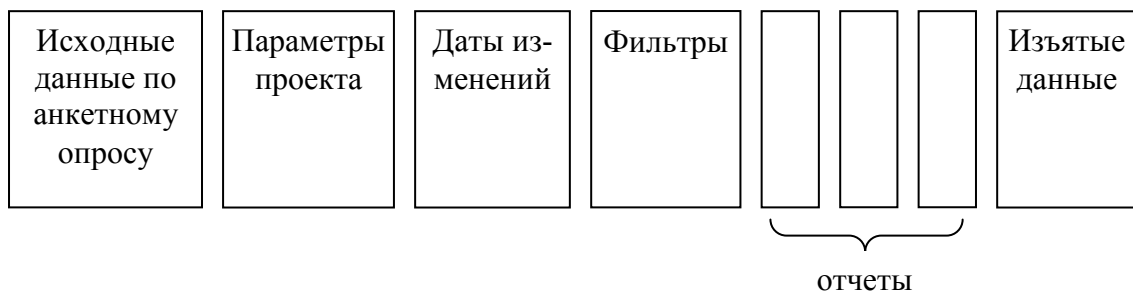 Исходные
данные по
анкетному
опросу
Параметры
проекта
Даты из-
менений
Фильтры
Изъятые
данные
отчеты